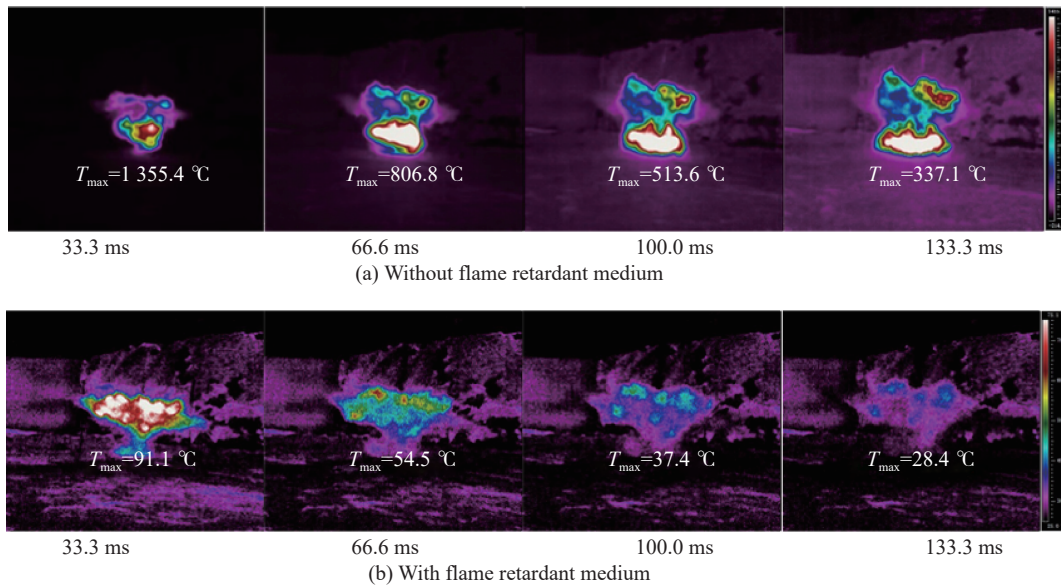 T_max=1 355.4 ℃ T_max=806.8 ℃ T_max=513.6 ℃ T_max=337.1 ℃
33.3 ms 66.6 ms 100.0 ms 133.3 ms
(a) Without flame retardant medium
T_max=91.1 ℃ T_max=54.5 ℃ T_max=37.4 ℃ T_max=28.4 ℃
33.3 ms 66.6 ms 100.0 ms 133.3 ms
(b) With flame retardant medium